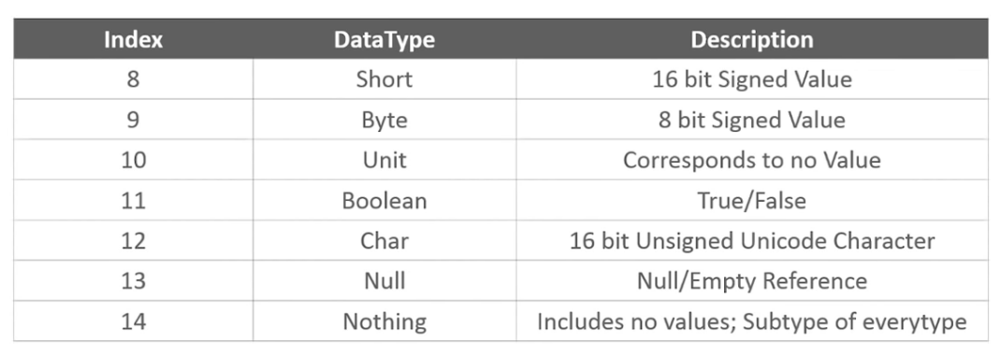 Index DataType Description
8 Short 16 bit Signed Value
9 Byte 8 bit Signed Value
10 Unit Corresponds to no Value
11 Boolean True/False
12 Char 16 bit Unsigned Unicode Character
13 Null Null/Empty Reference
14 Nothing Includes no values; Subtype of everytype